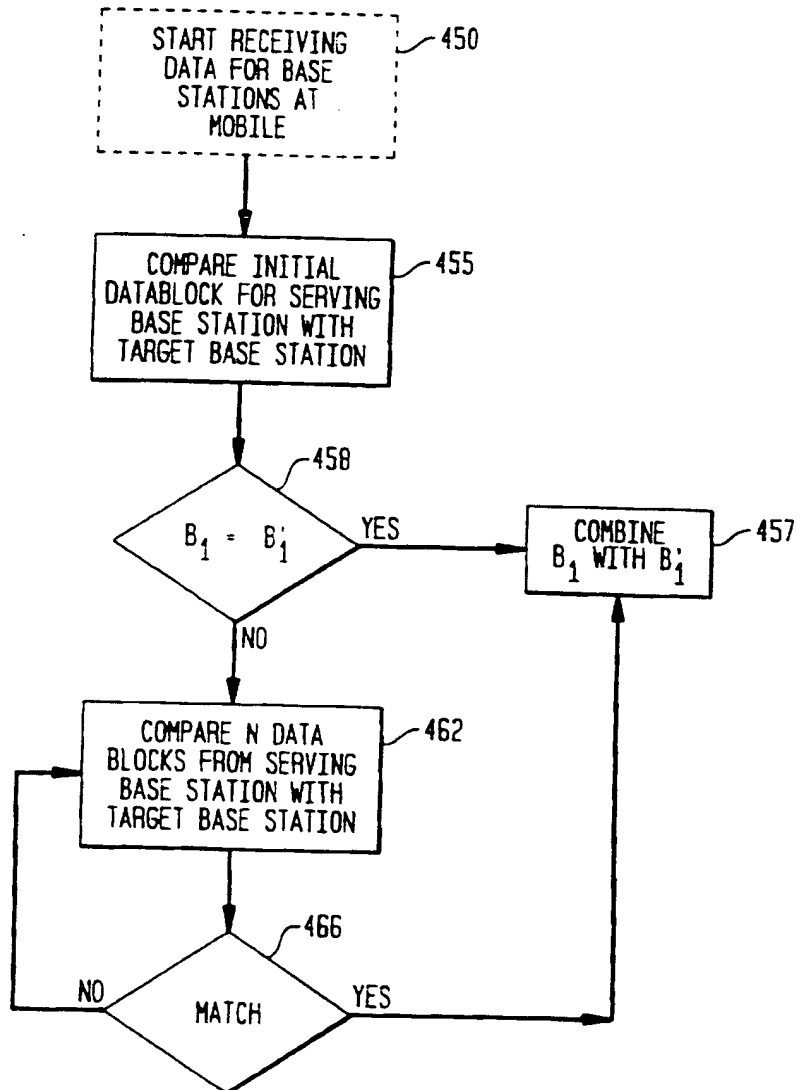 START RECEIVING
DATA FOR BASE
STATIONS AT
MOBILE
450
COMPARE INITIAL
DATABLOCK FOR SERVING
BASE STATION WITH
TARGET BASE STATION
455
458
B1 = B'1
YES
NO
COMBINE
B1 WITH B'1
457
COMPARE N DATA
BLOCKS FROM SERVING
BASE STATION WITH
TARGET BASE STATION
462
466
MATCH
NO
YES